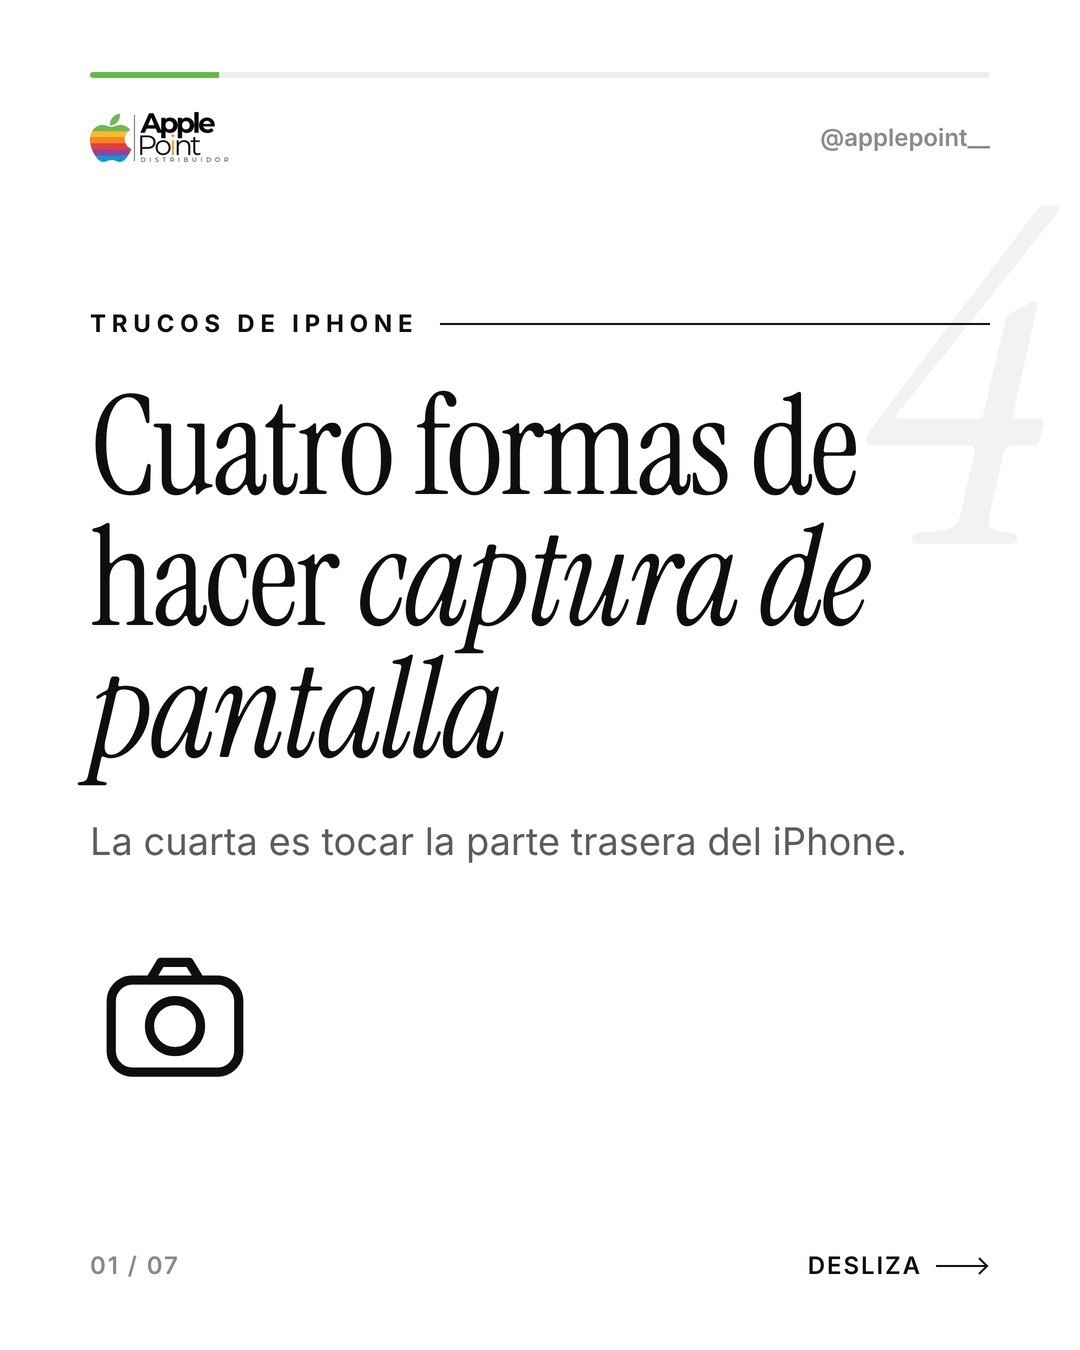 Apple
Point
DISTRIBUIDOR
@applepoint__
4
TRUCOS DE IPHONE
Cuatro formas de
hacer captura de
pantalla
La cuarta es tocar la parte trasera del iPhone.
01 / 07
DESLIZA